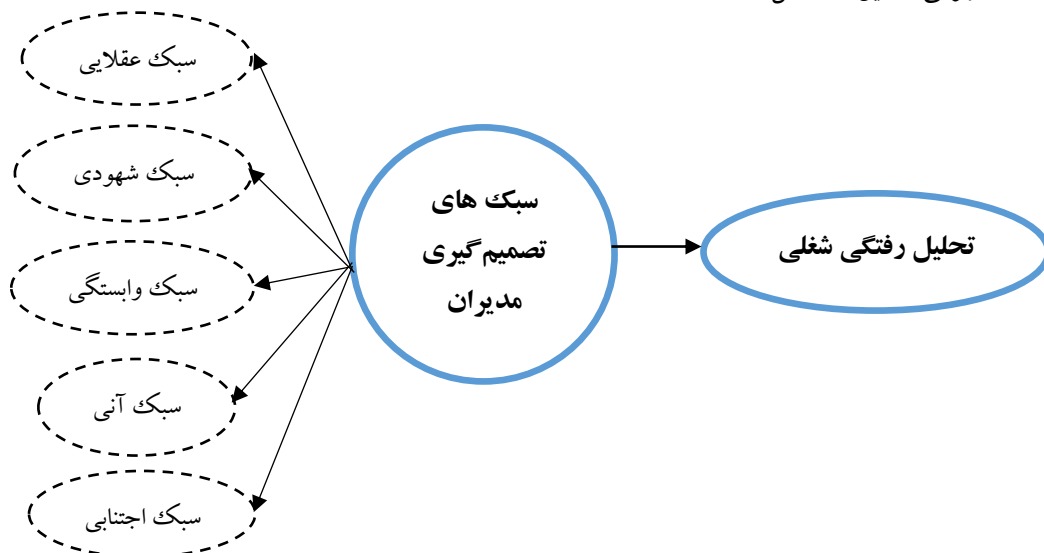 سبک عقلایی
سبک شهودی
سبک وابستگی
سبک آنی
سبک اجتنابی
سبک های
تصمیم‌گیری
مدیران
تحلیل رفتگی شغلی